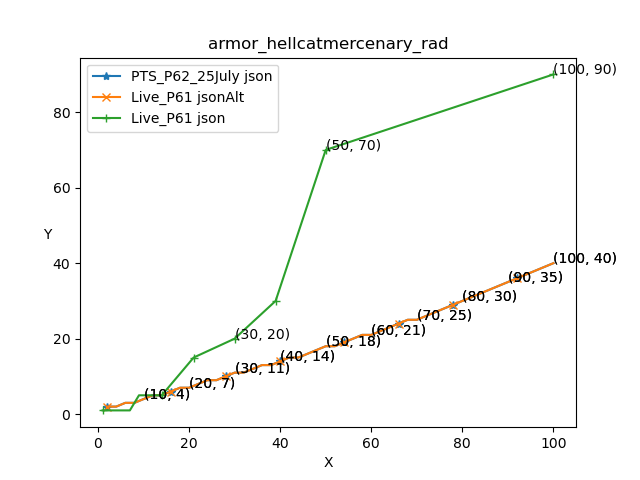 armor_hellcatmercenary_rad
PTS_P62_25July json
Live_P61 jsonAlt
Live_P61 json
(100, 90)
(50, 70)
(100, 40)
(90, 35)
(80, 30)
(70, 25)
(60, 21)
(50, 18)
(30, 20)
(40, 14)
(30, 11)
(20, 7)
(10, 4)
Y
80
60
40
20
0
0 20 40 60 80 100
X